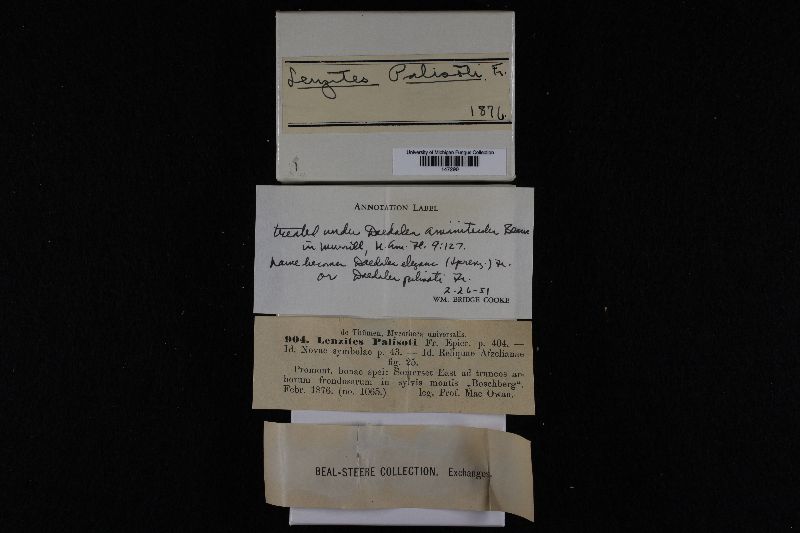 Lenzites Palisoti Fr.
1876.
University of Michigan Fungus Collection
1
ANNOTATION LABEL
treated under Daedalea
in Murrill, N. Am. Fl. 9:127.
name becomes Daedalea elegans (Spreng.) Fr.
or Daedalea palisoti Fr.
2-26-51
WM. BRIDGE COOKE
de Thümen, Mycotheca universalis.
904. Lenzites Palisoti Fr. Epicr. p. 404. —
Id. Novae symbolae p. 43. — Id. Reliquae Afzelianae
fig. 25.
Promont. bonae spei: Somerset East ad truncos ar-
borum frondosarum in sylvis montis „Boschberg“.
Febr. 1876. (no. 1065.) leg. Prof. Mac Owan.
BEAL-STEERE COLLECTION. Exchanges.